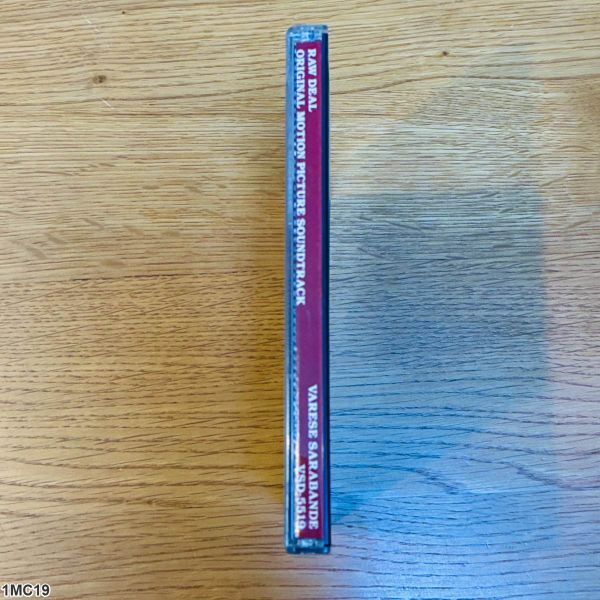 RAW DEAL
ORIGINAL MOTION PICTURE SOUNDTRACK
VARESE SARABANDE
VSD-5519
1MC19